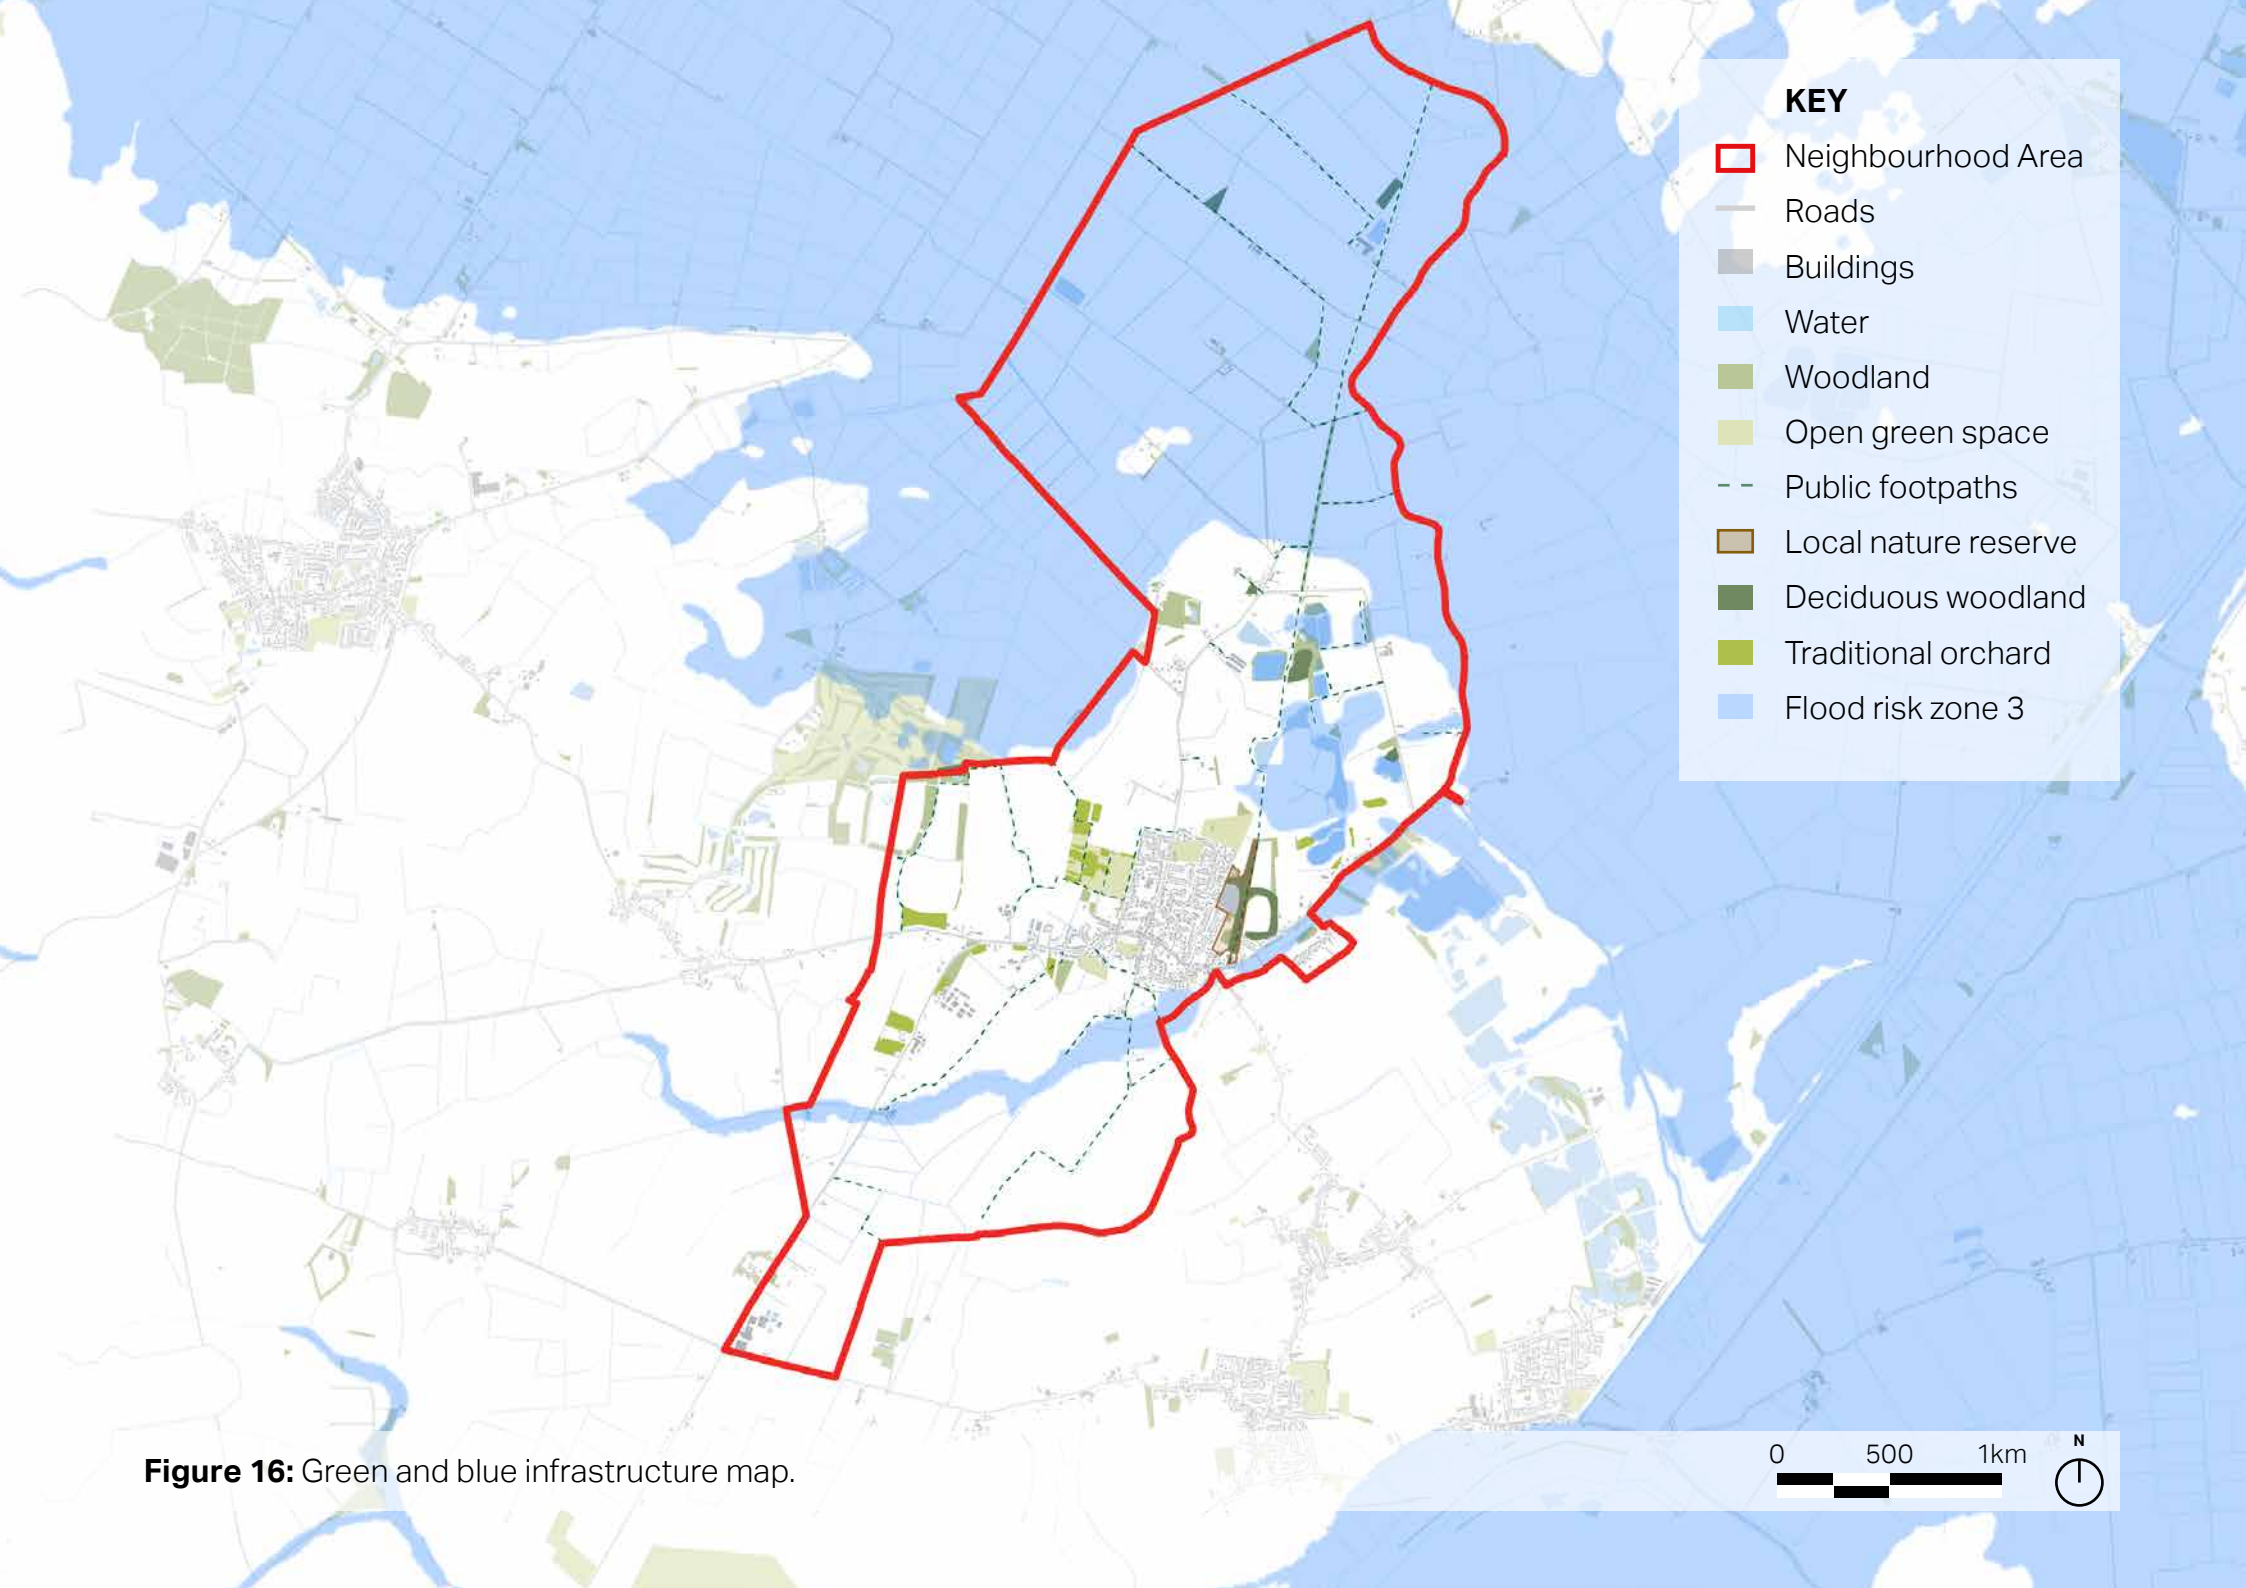 KEY
Neighbourhood Area
Roads
Buildings
Water
Woodland
Open green space
Public footpaths
Local nature reserve
Deciduous woodland
Traditional orchard
Flood risk zone 3
0 500 1km
N
Figure 16: Green and blue infrastructure map.